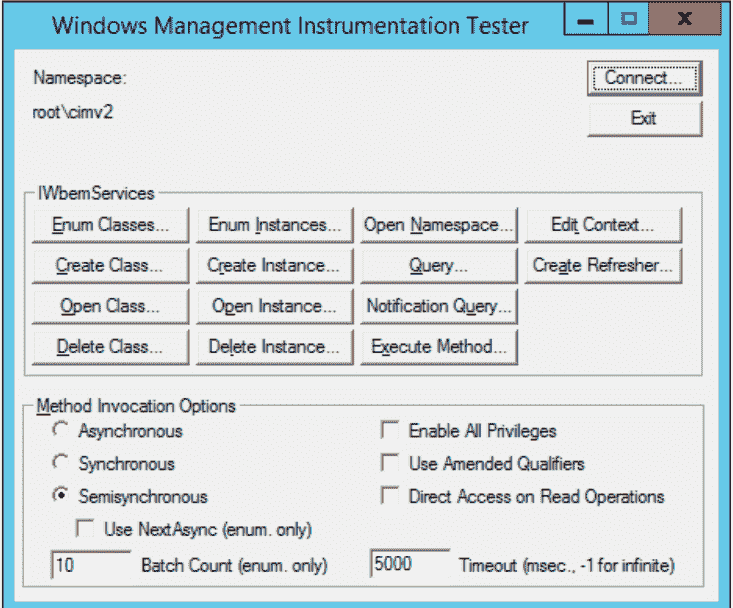 Windows Management Instrumentation Tester
Namespace:
Connect...
root\cimv2
Exit
IWbemServices
Enum Classes... Enum Instances... Open Namespace... Edit Context...
Create Class... Create Instance... Query... Create Refresher...
Open Class... Open Instance... Notification Query...
Delete Class... Delete Instance... Execute Method...
Method Invocation Options
Asynchronous Enable All Privileges
Synchronous Use Amended Qualifiers
Semisynchronous Direct Access on Read Operations
Use NextAsync (enum. only)
10 Batch Count (enum. only) 5000 Timeout (msec., -1 for infinite)